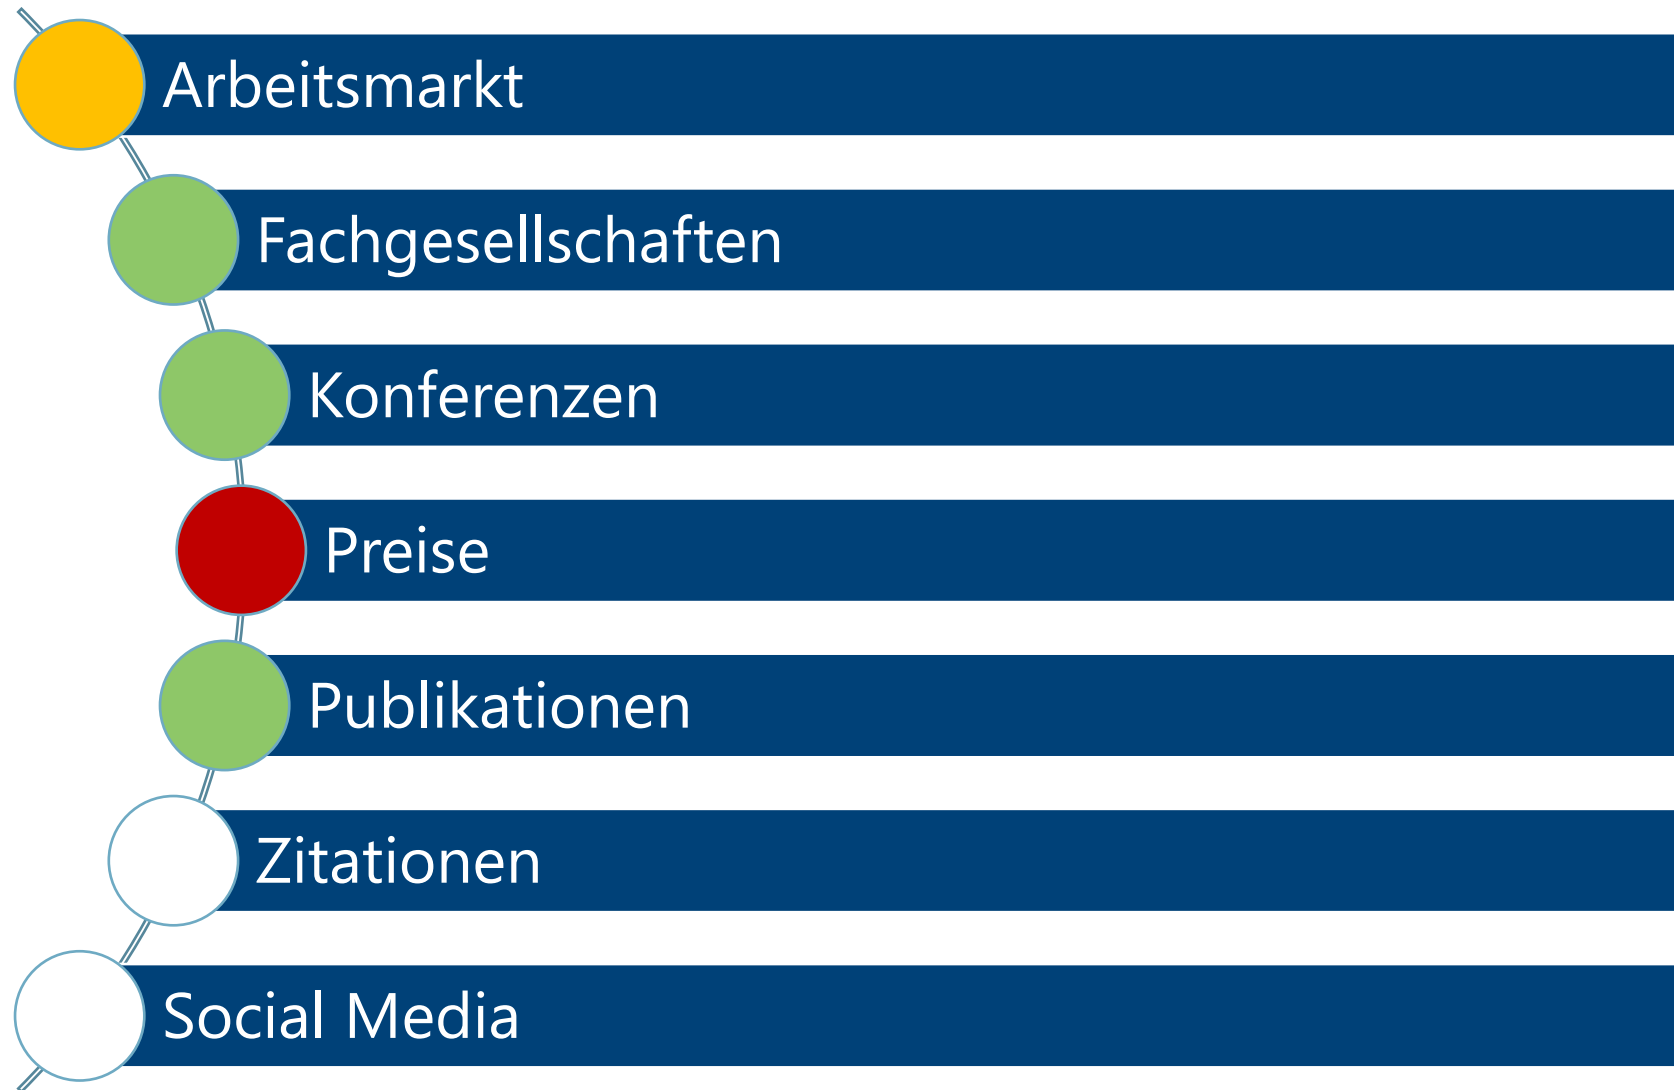 Arbeitsmarkt
Fachgesellschaften
Konferenzen
Preise
Publikationen
Zitationen
Social Media